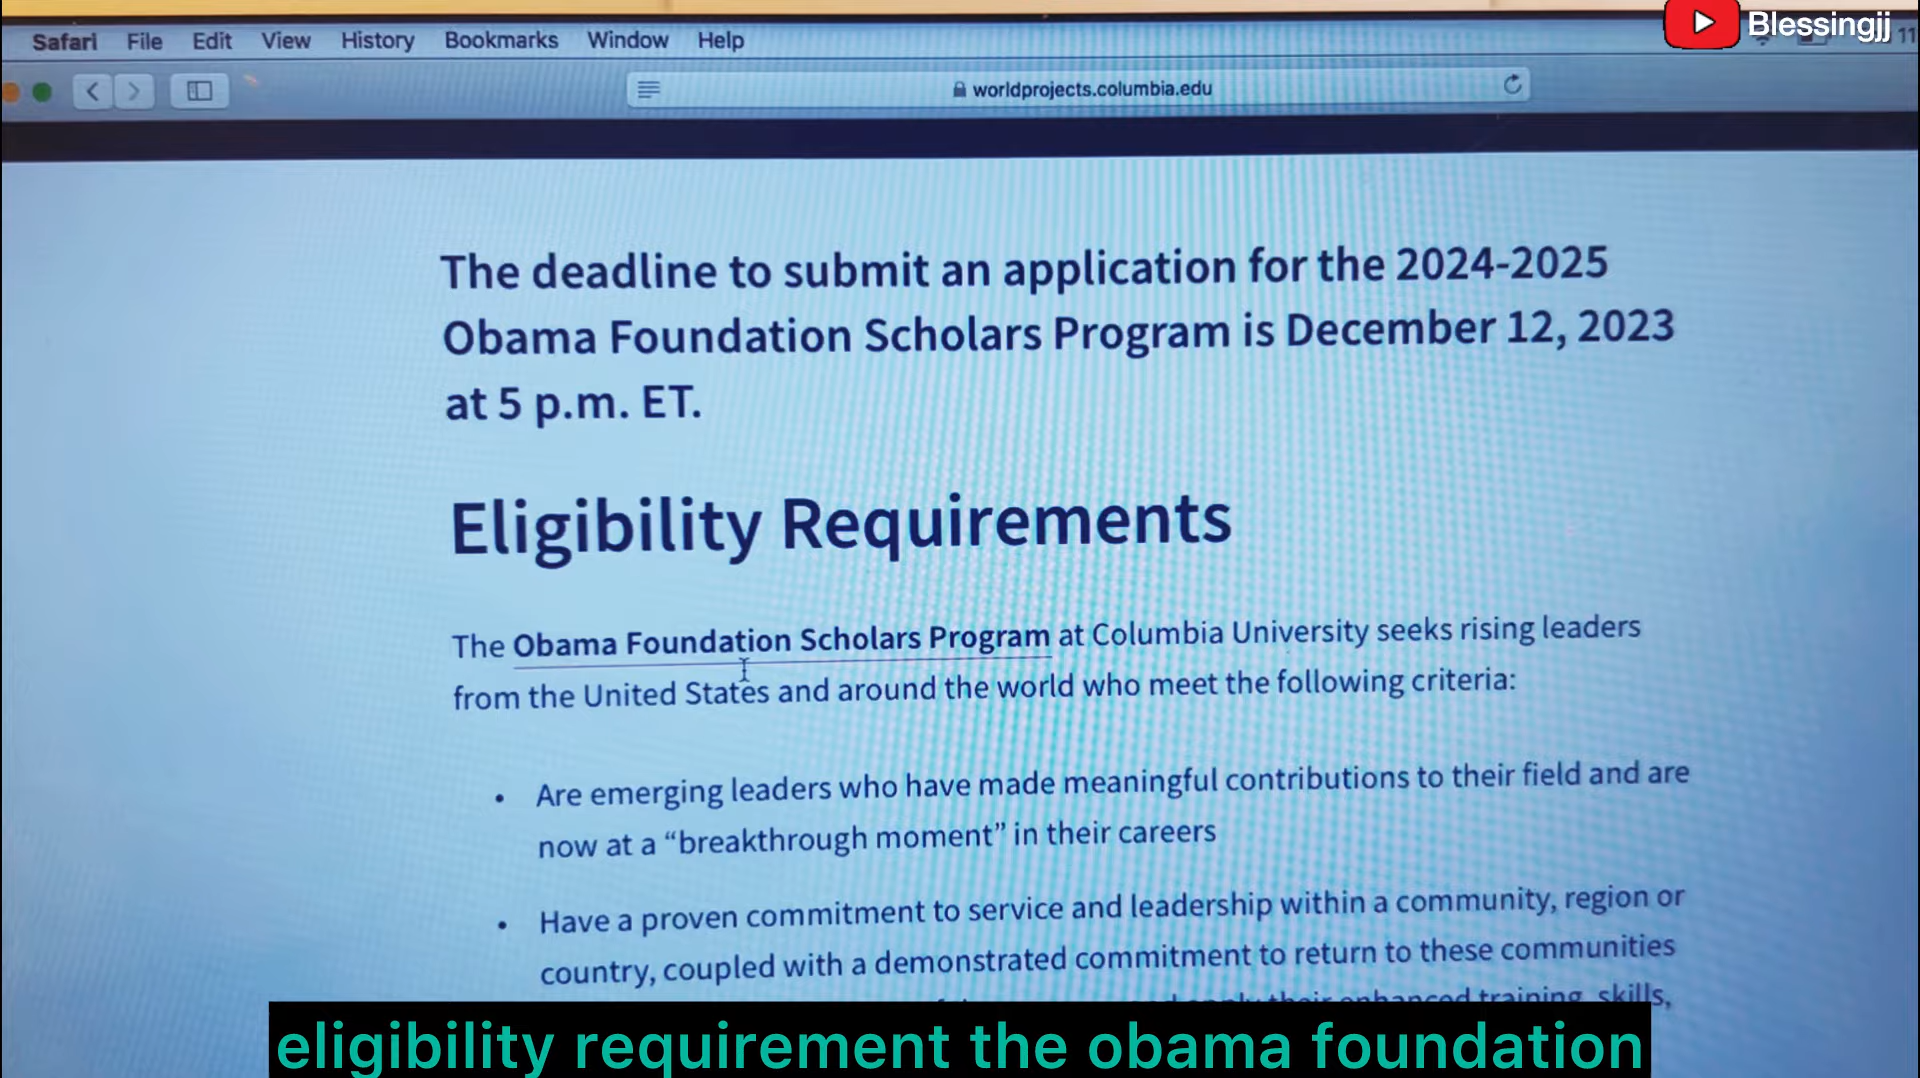 Blessingjj
Safari File Edit View History Bookmarks Window Help
11
worldprojects.columbia.edu
The deadline to submit an application for the 2024-2025
Obama Foundation Scholars Program is December 12, 2023
at 5 p.m. ET.
Eligibility Requirements
The Obama Foundation Scholars Program at Columbia University seeks rising leaders
from the United States and around the world who meet the following criteria:
• Are emerging leaders who have made meaningful contributions to their field and are
now at a “breakthrough moment” in their careers
• Have a proven commitment to service and leadership within a community, region or
country, coupled with a demonstrated commitment to return to these communities
their enhanced training, skills,
eligibility requirement the obama foundation